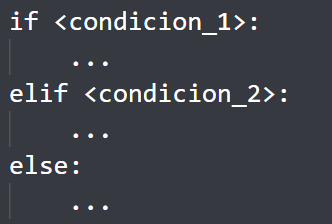 if <condicion_1>:
    ...
elif <condicion_2>:
    ...
else:
    ...